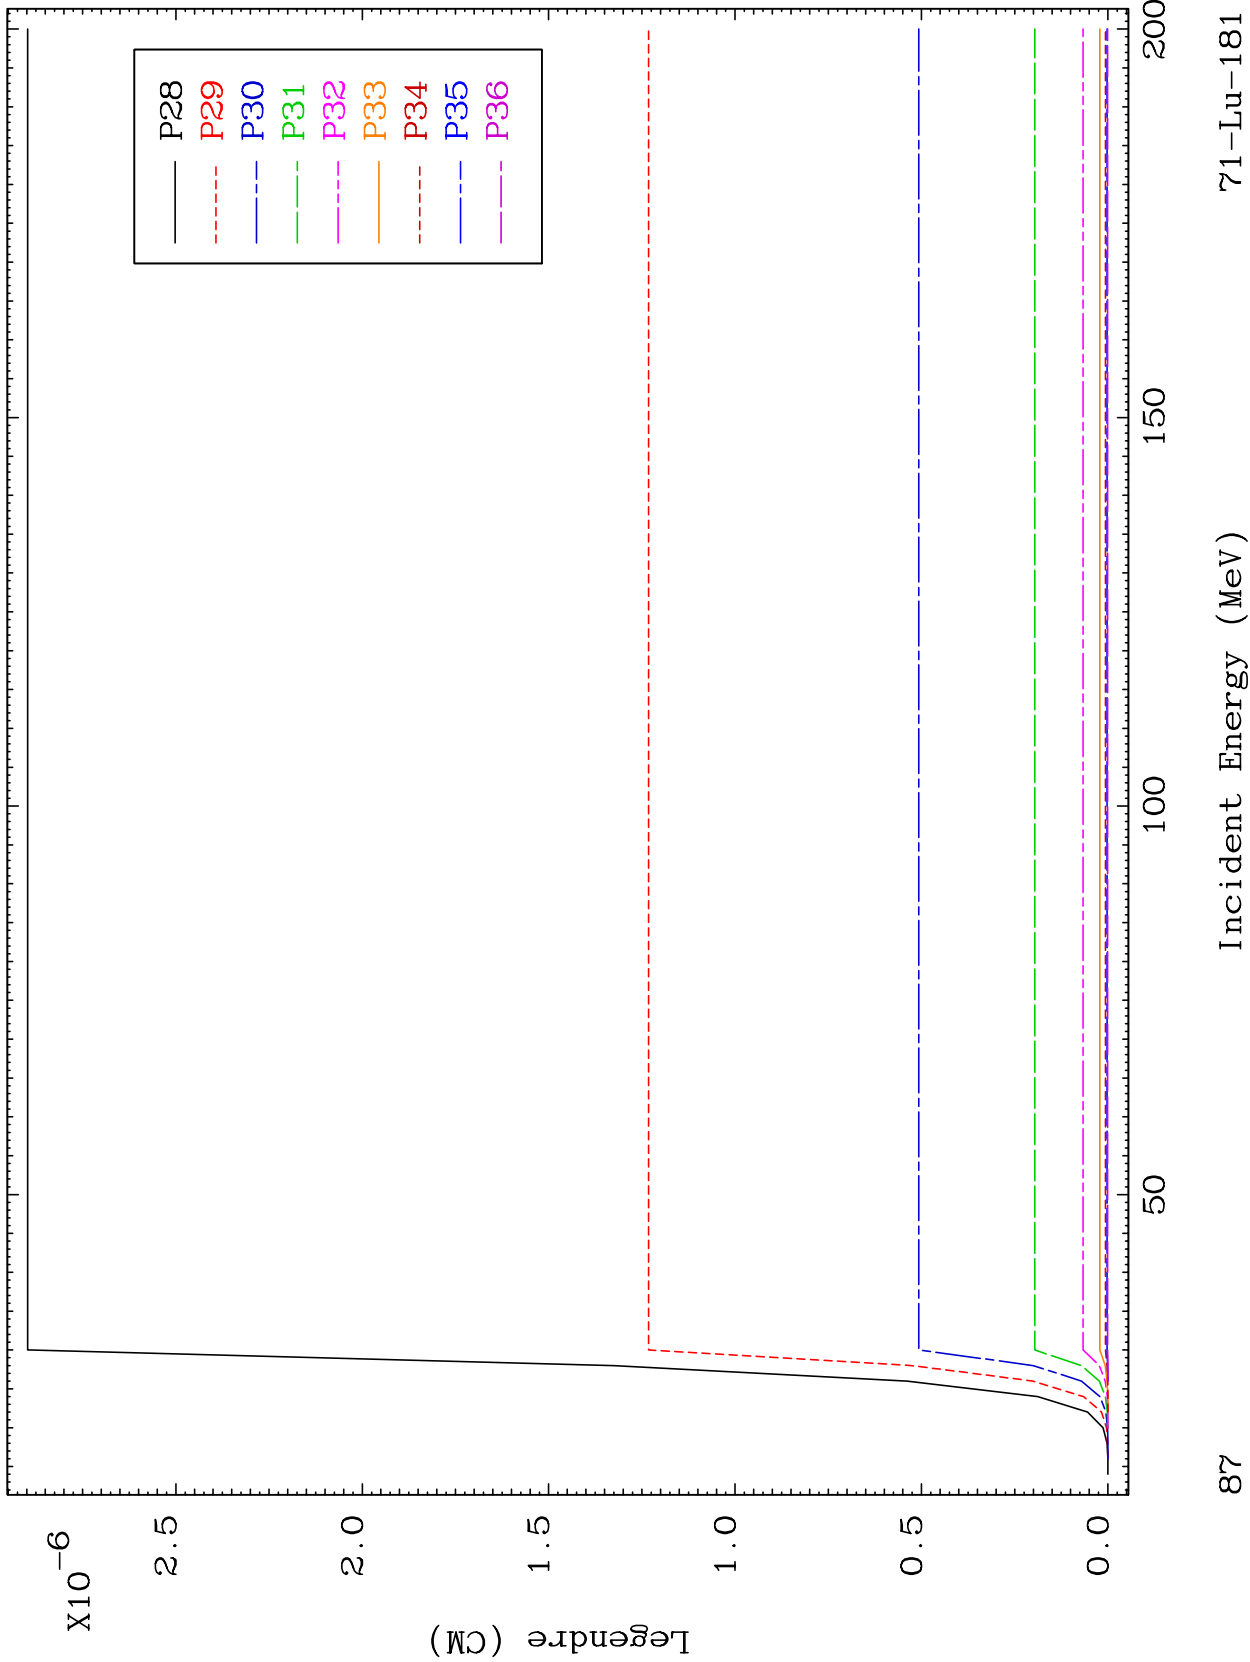 X10-6
2.5
2.0
1.5
1.0
0.5
0.0
Legendre (CM)
P28
P29
P30
P31
P32
P33
P34
P35
P36
50
100
150
200
87
Incident Energy (MeV)
71-Lu-181